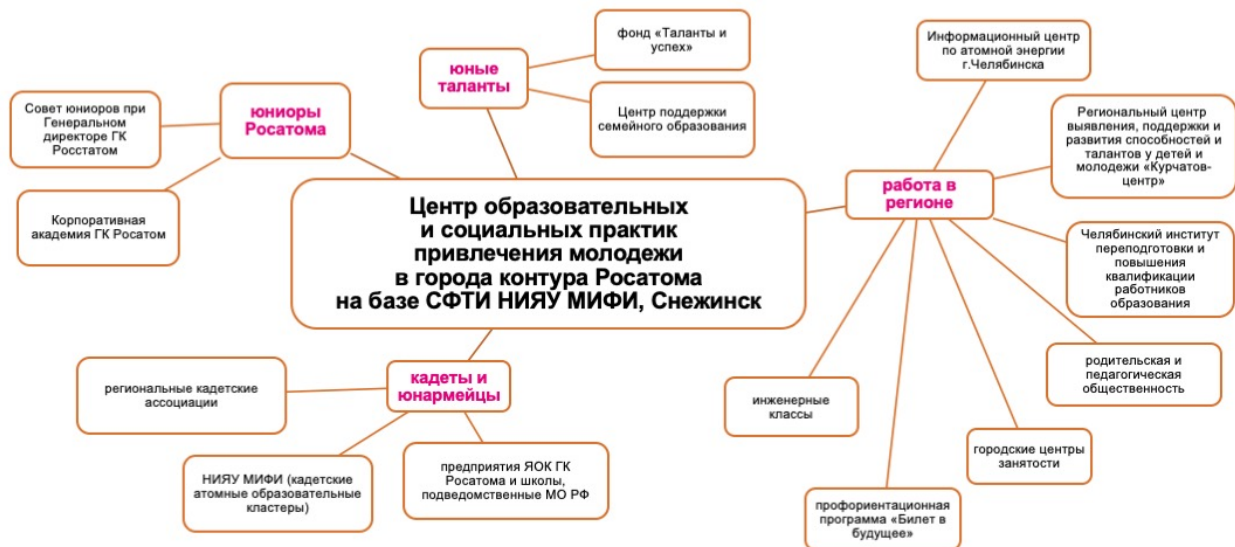 Центр образовательных
и социальных практик
привлечения молодежи
в города контура Росатома
на базе СФТИ НИЯУ МИФИ, Снежинск
юниоры
Росатома
Совет юниоров при
Генеральном
директоре ГК
Росстатом
Корпоративная
академия ГК Росатом
юные
таланты
фонд «Таланты и
успех»
Центр поддержки
семейного образования
работа в
регионе
Информационный центр
по атомной энергии
г.Челябинска
Региональный центр
выявления, поддержки и
развития способностей и
талантов у детей и
молодежи «Курчатов-
центр»
Челябинский институт
переподготовки и
повышения
квалификации
работников
образования
родительская и
педагогическая
общественность
городские центры
занятости
профориентационная
программа «Билет в
будущее»
инженерные
классы
кадеты и
юнармейцы
региональные кадетские
ассоциации
НИЯУ МИФИ (кадетские
атомные образовательные
кластеры)
предприятия ЯОК ГК
Росатома и школы,
подведомственные МО РФ